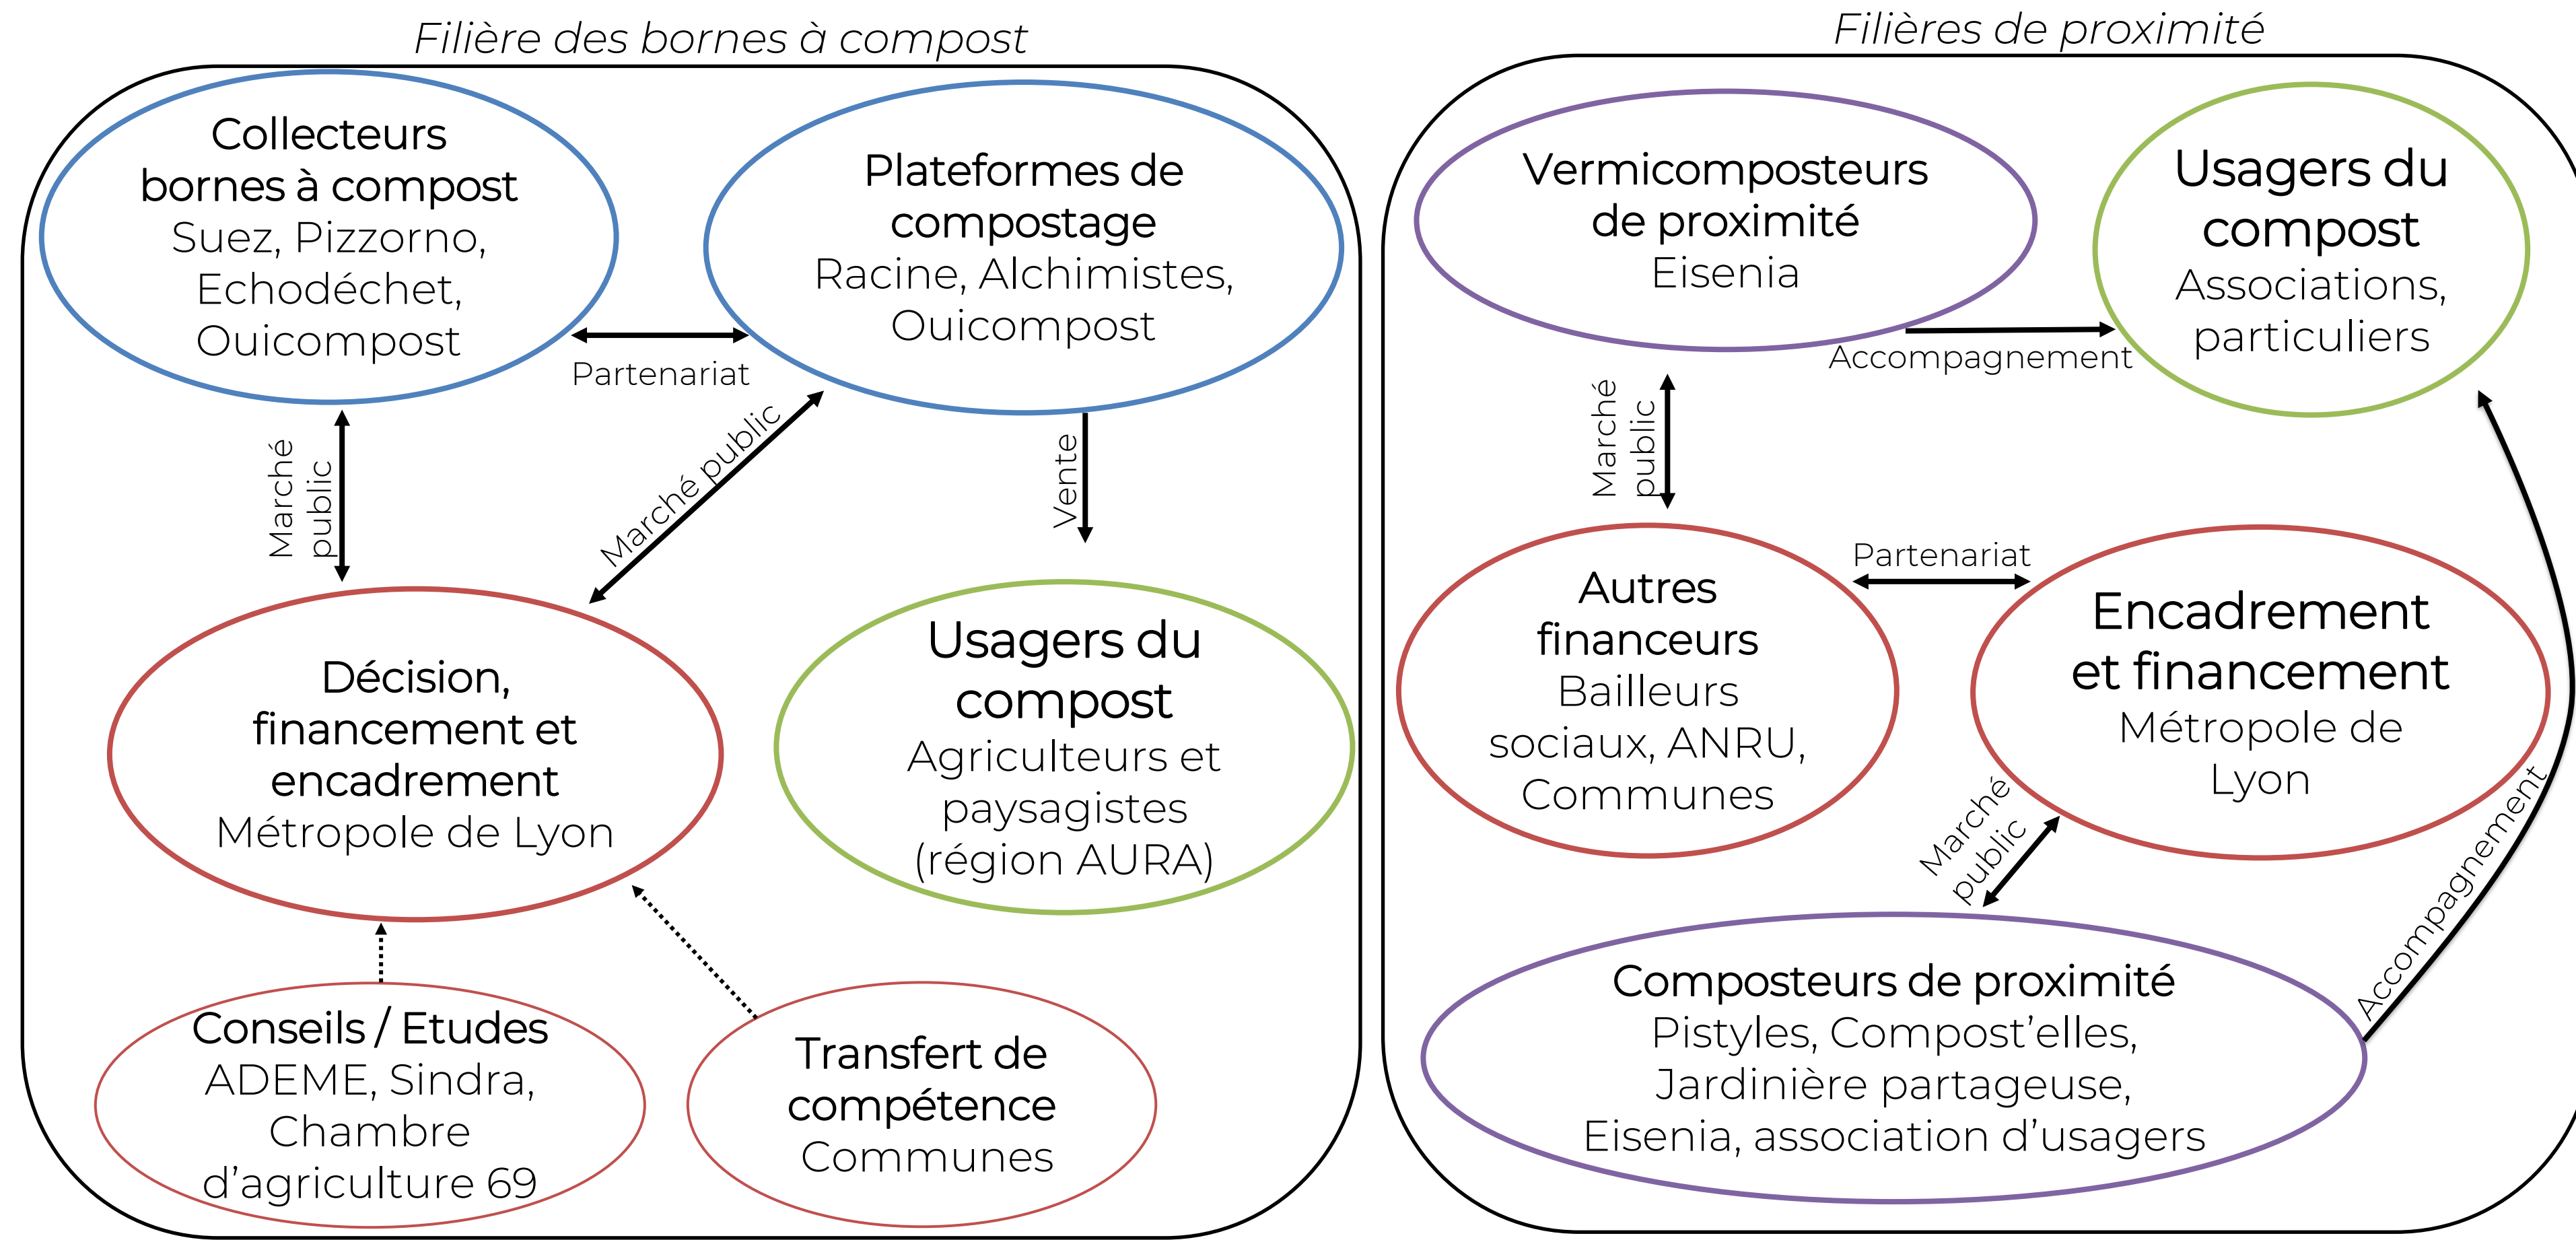 Filière des bornes à compost
Collecteurs
bornes à compost
Suez, Pizzorno,
Echodéchet,
Ouicompost
Plateformes de
compostage
Racine, Alchimistes,
Ouicompost
Partenariat
Marché
public
Marché public
Vente
Décision,
financement et
encadrement
Métropole de Lyon
Usagers du
compost
Agriculteurs et
paysagistes
(région AURA)
Conseils / Etudes
ADEME, Sindra,
Chambre
d'agriculture 69
Transfert de
compétence
Communes
Filières de proximité
Vermicomposteurs
de proximité
Eisenia
Usagers du
compost
Associations,
particuliers
Accompagnement
Marché
public
Autres
financeurs
Bailleurs
sociaux, ANRU,
Communes
Partenariat
Encadrement
et financement
Métropole de
Lyon
Marché
public
Accompagnement
Composteurs de proximité
Pistyles, Compost’elles,
Jardinière partageuse,
Eisenia, association d’usagers